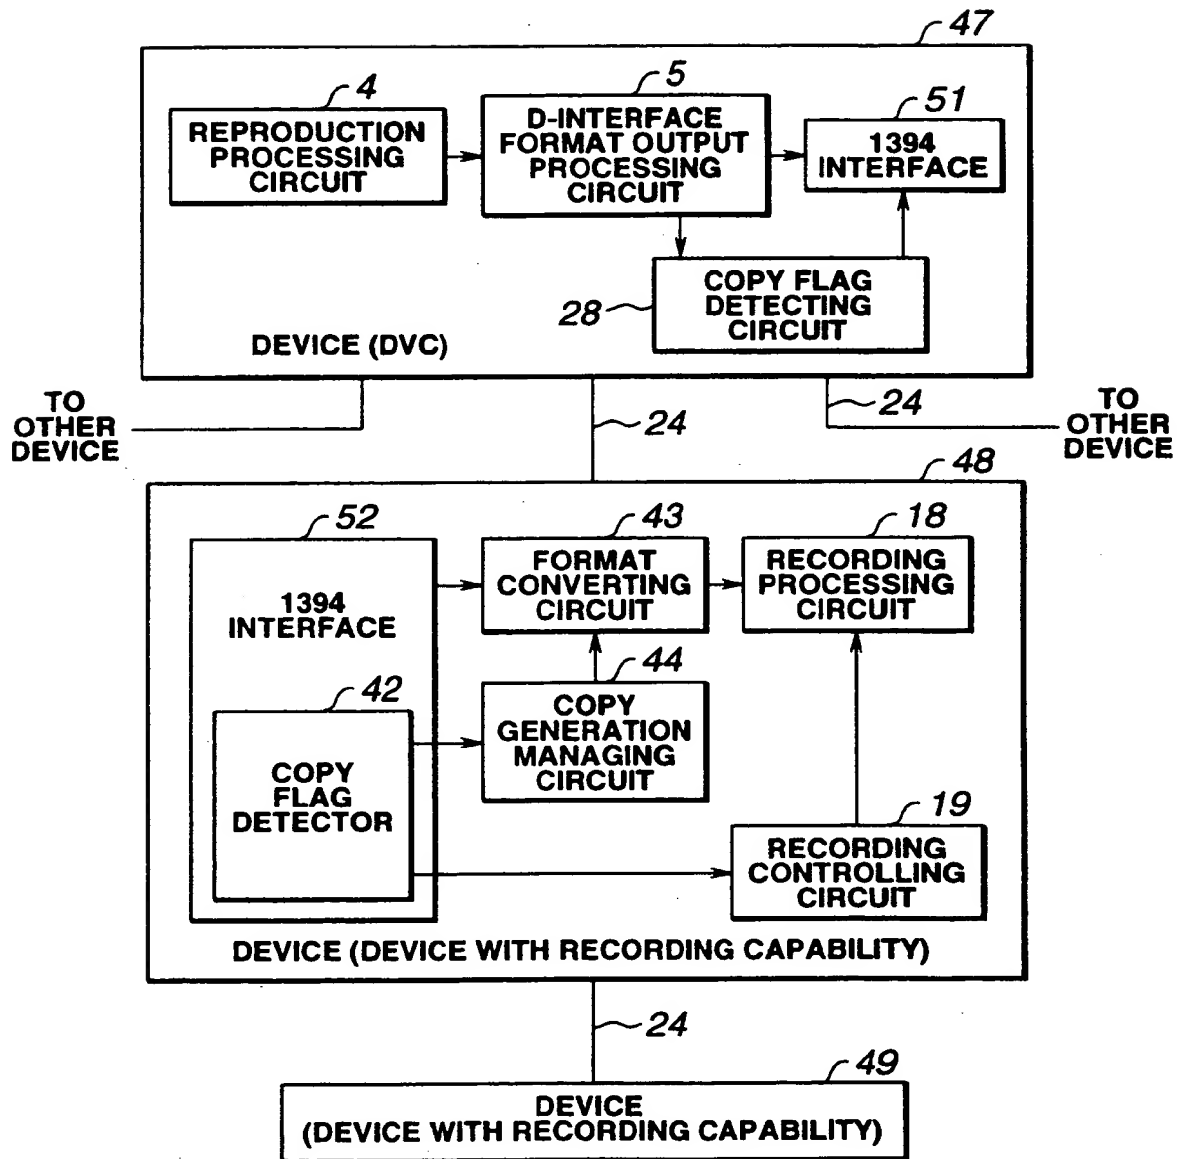 47
4
REPRODUCTION
PROCESSING
CIRCUIT
5
D-INTERFACE
FORMAT OUTPUT
PROCESSING
CIRCUIT
51
1394
INTERFACE
28
COPY FLAG
DETECTING
CIRCUIT
DEVICE (DVC)
TO
OTHER
DEVICE
24
24
TO
OTHER
DEVICE
48
52
1394
INTERFACE
43
FORMAT
CONVERTING
CIRCUIT
18
RECORDING
PROCESSING
CIRCUIT
42
COPY
FLAG
DETECTOR
44
COPY
GENERATION
MANAGING
CIRCUIT
19
RECORDING
CONTROLLING
CIRCUIT
DEVICE (DEVICE WITH RECORDING CAPABILITY)
24
49
DEVICE
(DEVICE WITH RECORDING CAPABILITY)